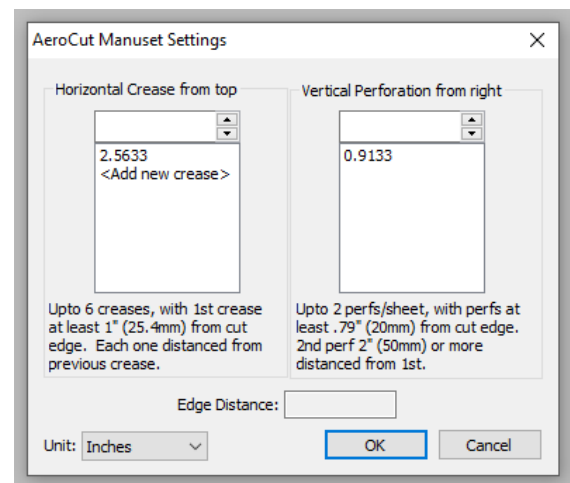 AeroCut Manuset Settings
Horizontal Crease from top
2.5633
<Add new crease>
Upto 6 creases, with 1st crease
at least 1" (25.4mm) from cut
edge. Each one distanced from
previous crease.
Vertical Perforation from right
0.9133
Upto 2 perfs/sheet, with perfs at
least .79" (20mm) from cut edge.
2nd perf 2" (50mm) or more
distanced from 1st.
Edge Distance:
Unit: Inches
OK
Cancel